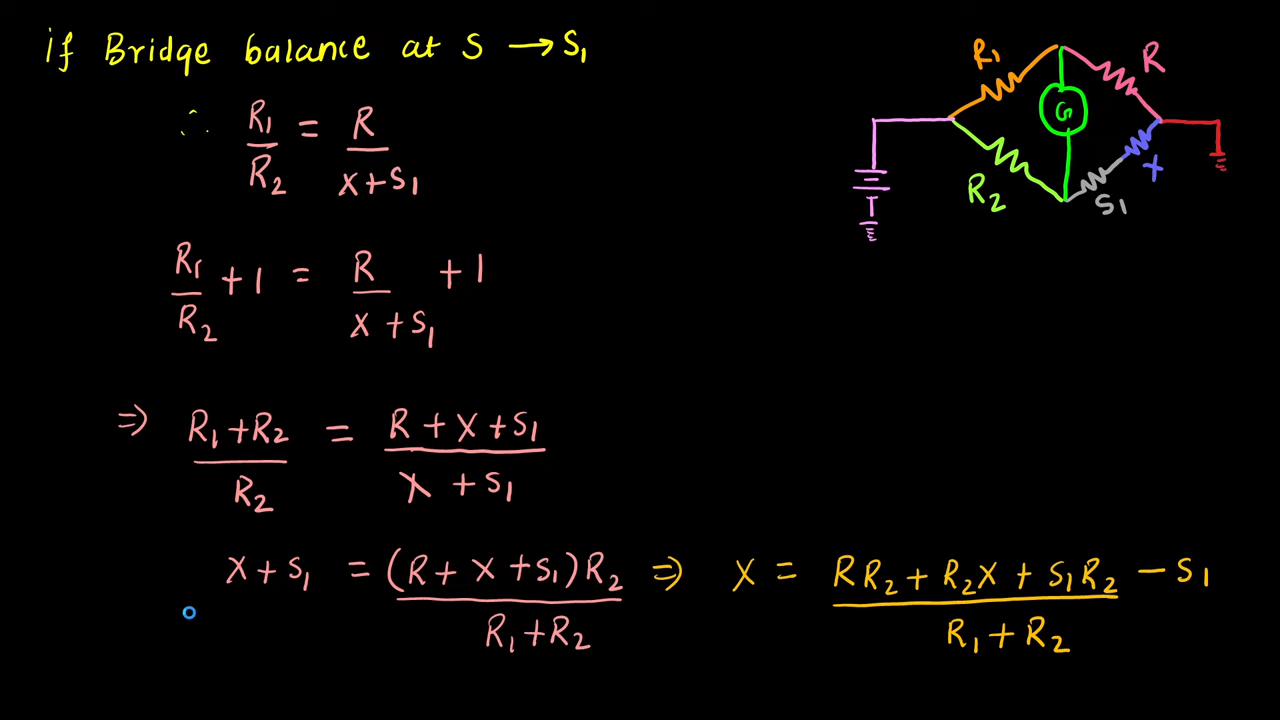 if Bridge balance at S → S₁
∴ R₁/R₂ = R/(X+S₁)
R₁/R₂ + 1 = R/(X + S₁) + 1
⇒ (R₁+R₂)/R₂ = (R + X + S₁)/(X + S₁)
X + S₁ = (R + X + S₁)R₂/(R₁+R₂) ⇒ X = (RR₂ + R₂X + S₁R₂)/(R₁ + R₂) − S₁
R₁
R
G
R₂
S₁
X